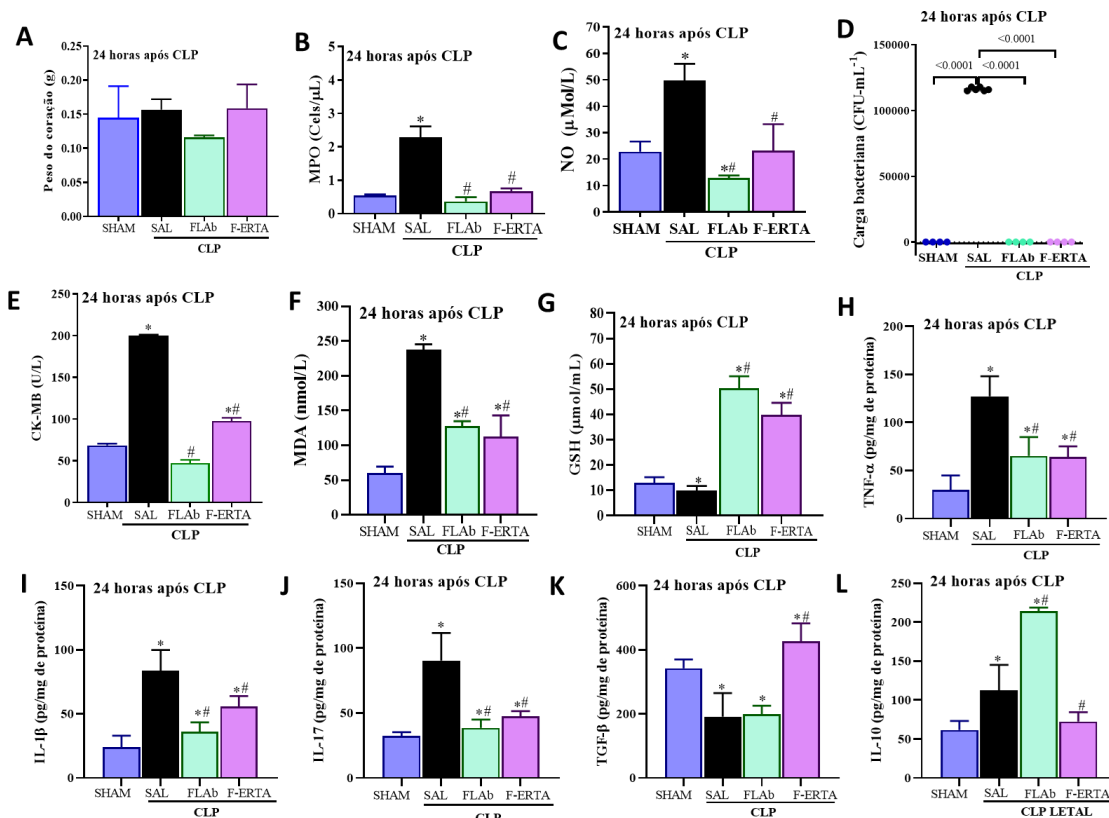 A
24 horas após CLP
Peso do coração (g)
0.25
0.20
0.15
0.10
0.05
0.00
SHAM SAL FLAb F-ERTA
CLP
B
24 horas após CLP
MPO (Cels/μL)
6
4
2
0
*
#
#
SHAM SAL FLAb F-ERTA
CLP
C
24 horas após CLP
NO (μMol/L)
70
60
50
40
30
20
10
0
*
*#
#
SHAM SAL FLAb F-ERTA
CLP
24 horas após CLP
D
Carga bacteriana (CFU-mL⁻¹)
150000
100000
50000
0
<0.0001
<0.0001 <0.0001
SHAM SAL FLAb F-ERTA
CLP
E
24 horas após CLP
CK-MB (U/L)
250
200
150
100
50
0
*
#
*#
SHAM SAL FLAb F-ERTA
CLP
F
24 horas após CLP
MDA (nmol/L)
300
250
200
150
100
50
0
*
*#
*#
SHAM SAL FLAb F-ERTA
CLP
G
24 horas após CLP
GSH (μmol/mL)
80
70
60
50
40
30
20
10
0
*
*#
*#
SHAM SAL FLAb F-ERTA
CLP
H
24 horas após CLP
TNF-α (pg/mg de proteína)
200
150
100
50
0
*
*#
*#
SHAM SAL FLAb F-ERTA
CLP
I
24 horas após CLP
IL-1β (pg/mg de proteína)
150
100
50
0
*
*#
*#
SHAM SAL FLAb F-ERTA
CLP
J
24 horas após CLP
IL-17 (pg/mg de proteína)
150
100
50
0
*
*#
*#
SHAM SAL FLAb F-ERTA
CLP
K
24 horas após CLP
TGF-β (pg/mg de proteína)
600
400
200
0
*
*
*#
SHAM SAL FLAb F-ERTA
CLP
L
24 horas após CLP
IL-10 (pg/mg de proteína)
250
200
150
100
50
0
*
*#
#
SHAM SAL FLAb F-ERTA
CLP LETAL